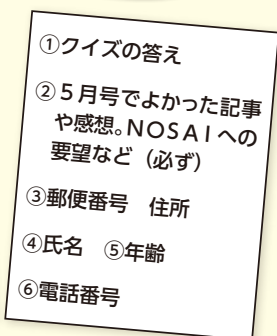 ①クイズの答え
②５月号でよかった記事
や感想。NOSAIへの
要望など（必ず）
③郵便番号　住所
④氏名　⑤年齢
⑥電話番号